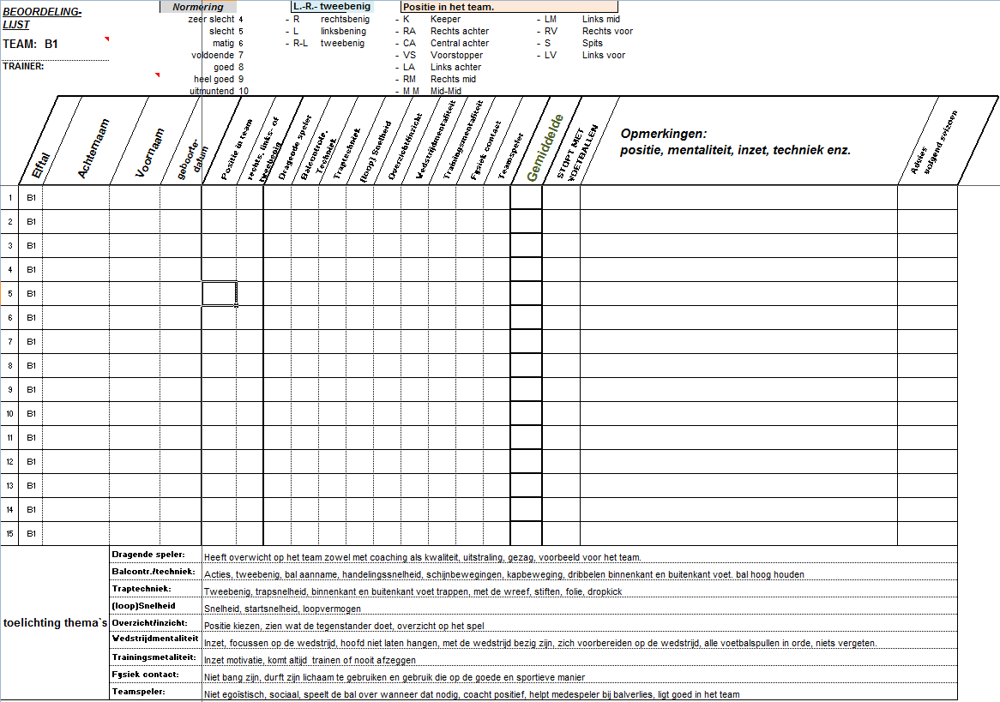 BEOORDELING-
LIJST
TEAM: B1
TRAINER:
Normering
zeer slecht 4
slecht 5
matig 6
voldoende 7
goed 8
heel goed 9
uitmuntend 10
L.-R.- tweebenig
- R rechtsbenig
- L linksbening
- R-L tweebenig
Positie in het team.
- K Keeper
- RA Rechts achter
- CA Central achter
- VS Voorstopper
- LA Links achter
- RM Rechts mid
- M M Mid-Mid
- LM Links mid
- RV Rechts voor
- S Spits
- LV Links voor
Elftal
Achternaam
Voornaam
geboorte-
datum
Positie in team
rechts, links- of
tweebenig
Dragende speler
Balcontrole.
Techniek
Traptechniek
(loop) Snelheid
Overzicht/inzicht
Wedstrijdmentaliteit
Trainingsmentaliteit
Fysiek contact
Teamspeler
Gemiddelde
STOPT MET
VOETBALLEN
Opmerkingen:
positie, mentaliteit, inzet, techniek enz.
Advies
volgend seizoen
1 B1
2 B1
3 B1
4 B1
5 B1
6 B1
7 B1
8 B1
9 B1
10 B1
11 B1
12 B1
13 B1
14 B1
15 B1
toelichting thema`s
Dragende speler: Heeft overwicht op het team zowel met coaching als kwaliteit, uitstraling, gezag, voorbeeld voor het team.
Balcontr./techniek: Acties, tweebenig, bal aanname, handelingssnelheid, schijnbewegingen, kapbeweging, dribbelen binnenkant en buitenkant voet. bal hoog houden
Traptechniek: Tweebenig, trapsnelheid, binnenkant en buitenkant voet trappen, met de wreef, stiften, folie, dropkick
(loop)Snelheid Snelheid, startsnelheid, loopvermogen
Overzicht/inzicht: Positie kiezen, zien wat de tegenstander doet, overzicht op het spel
Wedstrijdmentaliteit Inzet, focussen op de wedstrijd, hoofd niet laten hangen, met de wedstrijd bezig zijn, zich voorbereiden op de wedstrijd, alle voetbalspullen in orde, niets vergeten.
Trainingsmetaliteit: Inzet motivatie, komt altijd trainen of nooit afzeggen
Fysiek contact: Niet bang zijn, durft zijn lichaam te gebruiken en gebruik die op de goede en sportieve manier
Teamspeler: Niet egoïstisch, sociaal, speelt de bal over wanneer dat nodig, coacht positief, helpt medespeler bij balverlies, ligt goed in het team